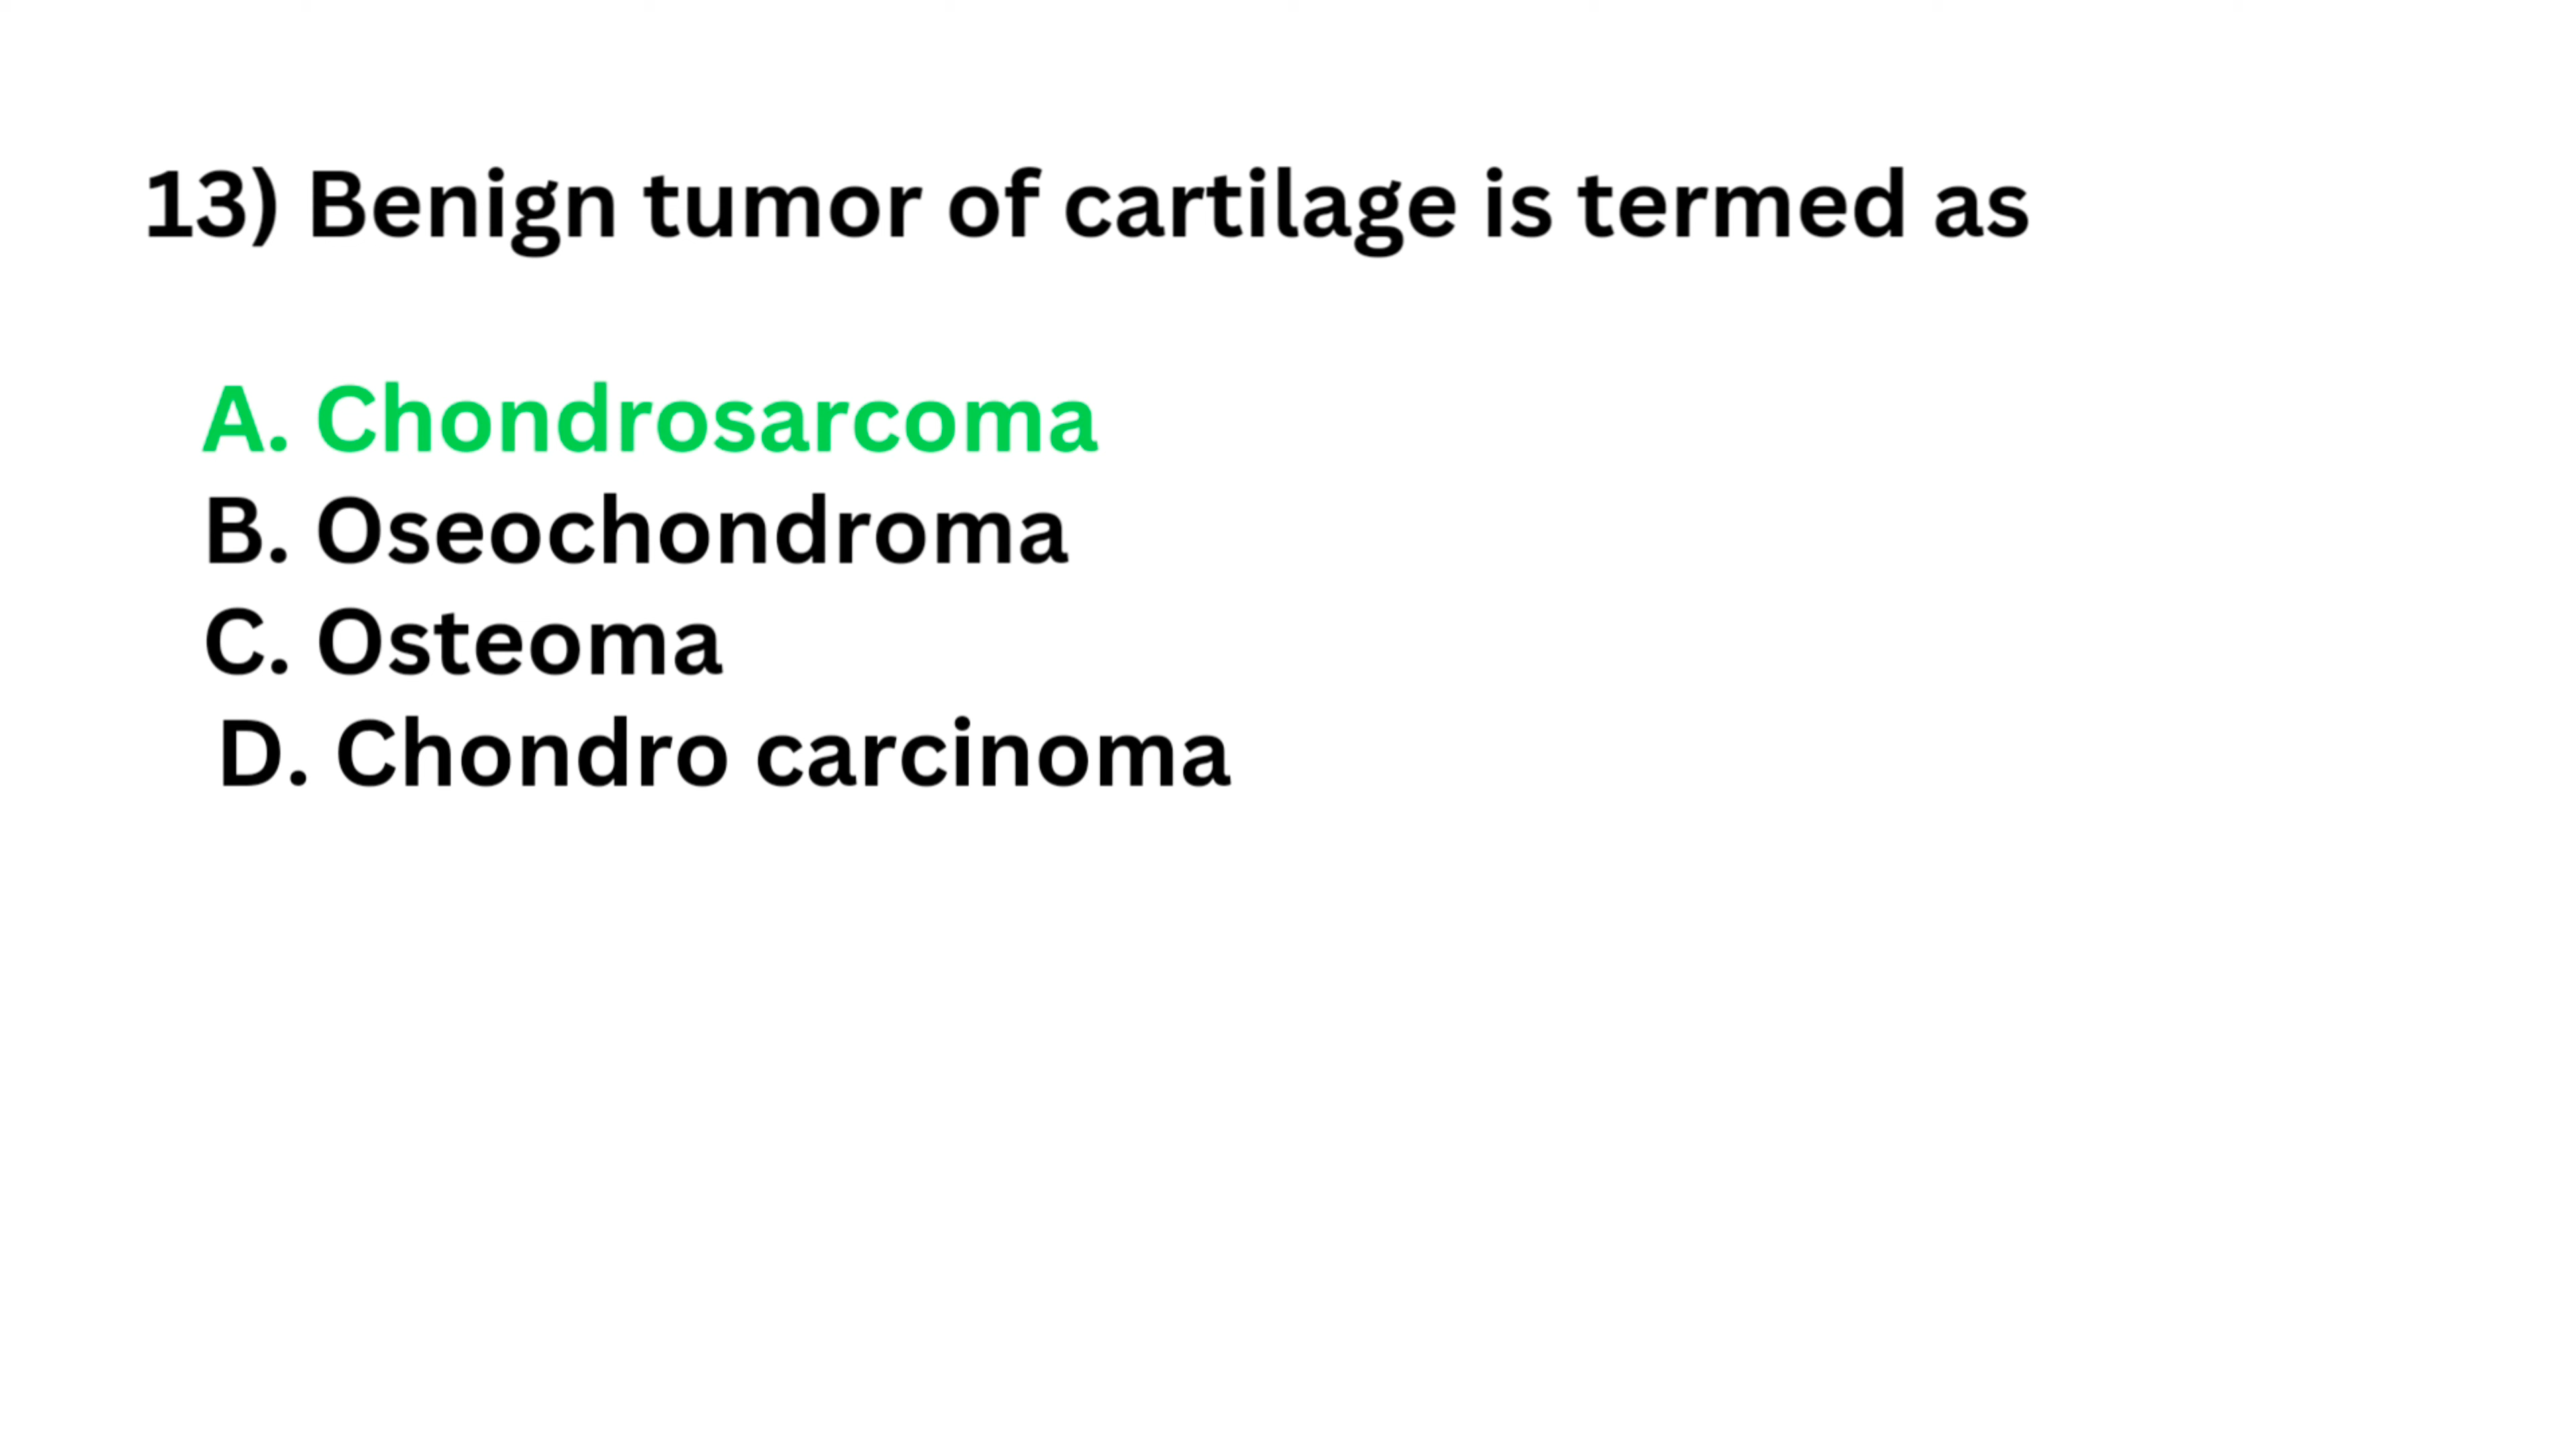 13) Benign tumor of cartilage is termed as
A. Chondrosarcoma
B. Oseochondroma
C. Osteoma
D. Chondro carcinoma